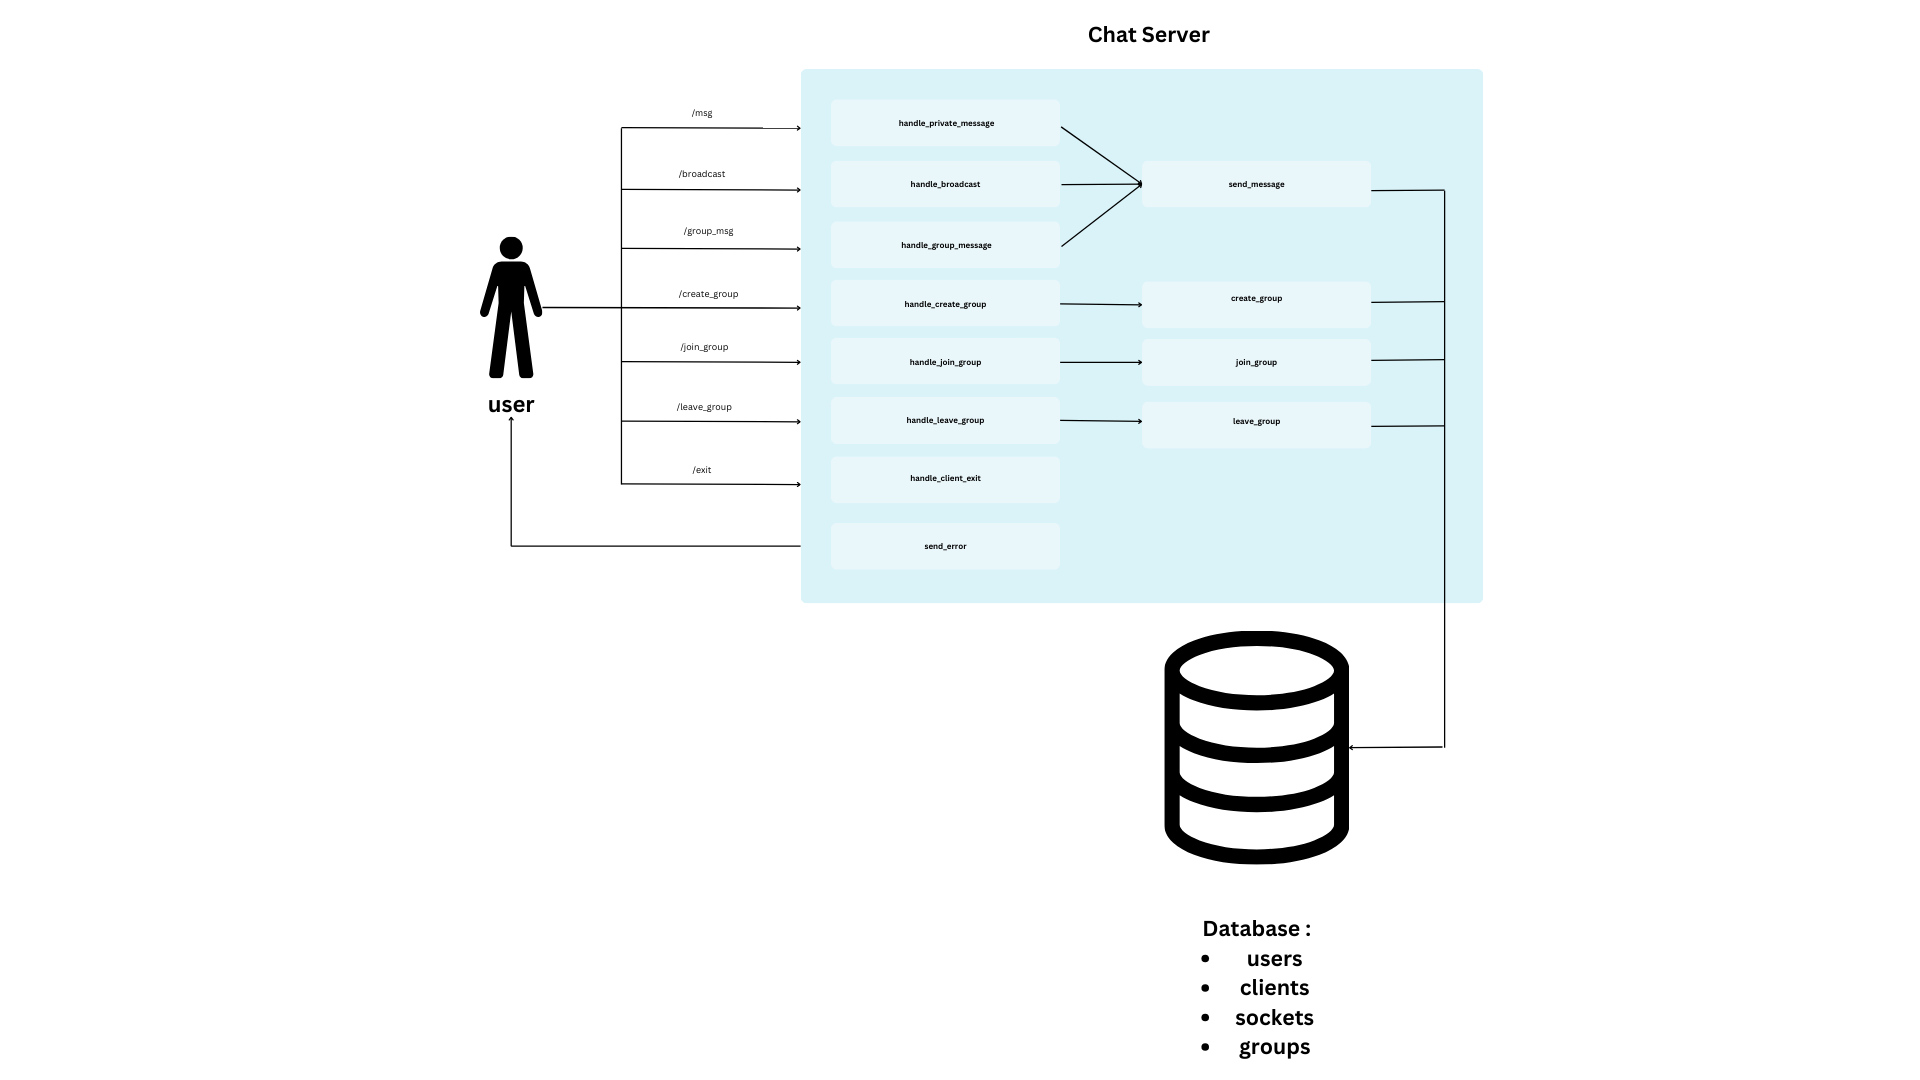 Chat Server
/msg
handle_private_message
/broadcast
handle_broadcast
send_message
/group_msg
handle_group_message
/create_group
handle_create_group
create_group
/join_group
handle_join_group
join_group
user
/leave_group
handle_leave_group
leave_group
/exit
handle_client_exit
send_error
Database :
• users
• clients
• sockets
• groups